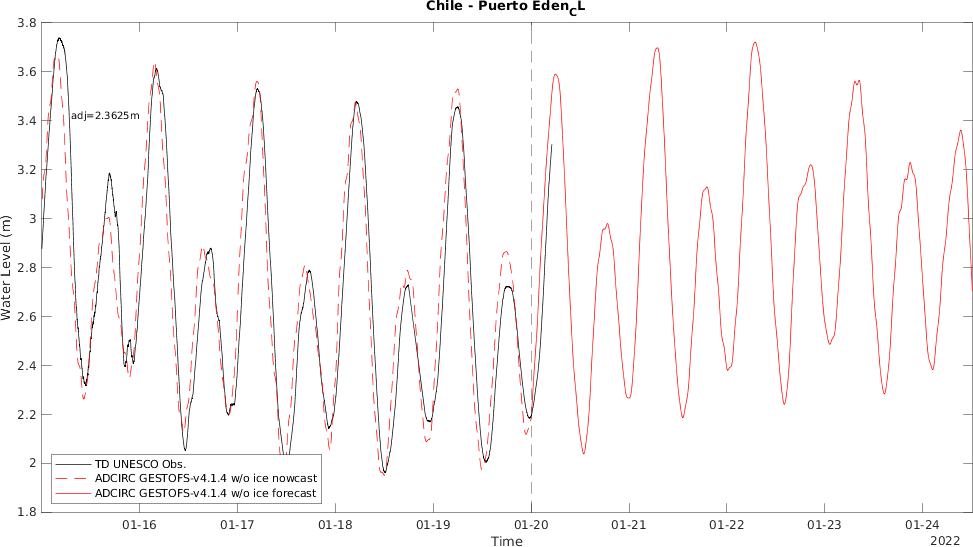 Chile - Puerto Eden_CL
3.8
3.6
3.4
3.2
3
2.8
2.6
2.4
2.2
2
1.8
Water Level (m)
adj=2.3625m
TD UNESCO Obs.
ADCIRC GESTOFS-v4.1.4 w/o ice nowcast
ADCIRC GESTOFS-v4.1.4 w/o ice forecast
01-16 01-17 01-18 01-19 01-20 01-21 01-22 01-23 01-24
Time
2022